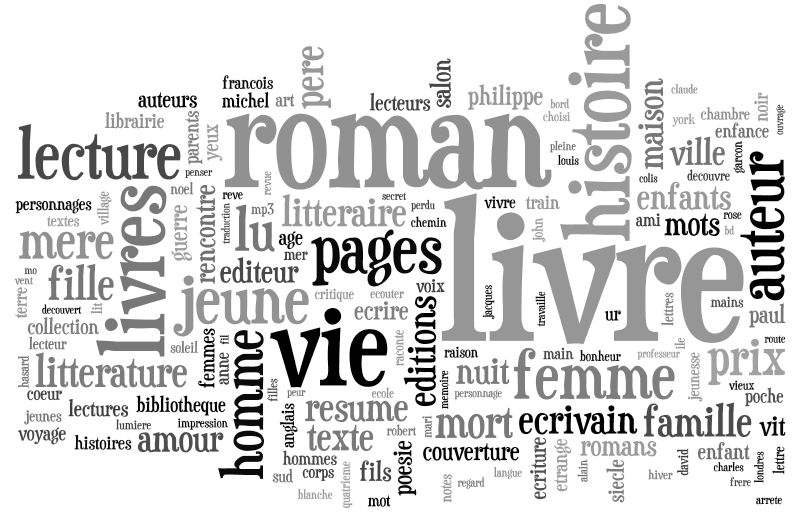 histoire
pere
francois
salon
auteurs
michel
art
lecteurs
philippe
bord
choisi
maison
claude
york
chambre
noir
ouvrage
librairie
parents
yeux
roman
enfance
garcon
lecture
penser
pleine
louis
ville
colis
decouvre
auteur
personnages
textes
village
livres
noel
guerre
rencontre
reve
revue
traduction
mp3
lu
litteraire
secret
perdu
chemin
vivre
train
john
enfants
ami
mots
rose
bd
mere
age
mer
pages
livre
fille
mo
vent
terre
editeur
voix
jacques
travaille
ur
lettres
mains
paul
jeune
critique
ecouter
ecrire
decouvert
lit
collection
lecteur
soleil
vie
editions
raconte
route
hasard
litterature
femmes
anne
fil
homme
raison
main
bonheur
professeur
ile
jeunesse
prix
nuit
femme
memoire
personnage
vieux
poche
coeur
jeunes
lectures
bibliotheque
filles
peur
ecole
resume
lumiere
impression
anglais
texte
robert
mari
mort
ecrivain
famille
vit
voyage
histoires
amour
hommes
corps
sud
quatrieme
fils
poesie
couverture
ecriture
etrange
romans
alain
siecle
enfant
david
charles
londres
lettre
blanche
mot
notes
regard
langue
hiver
frere
arrete